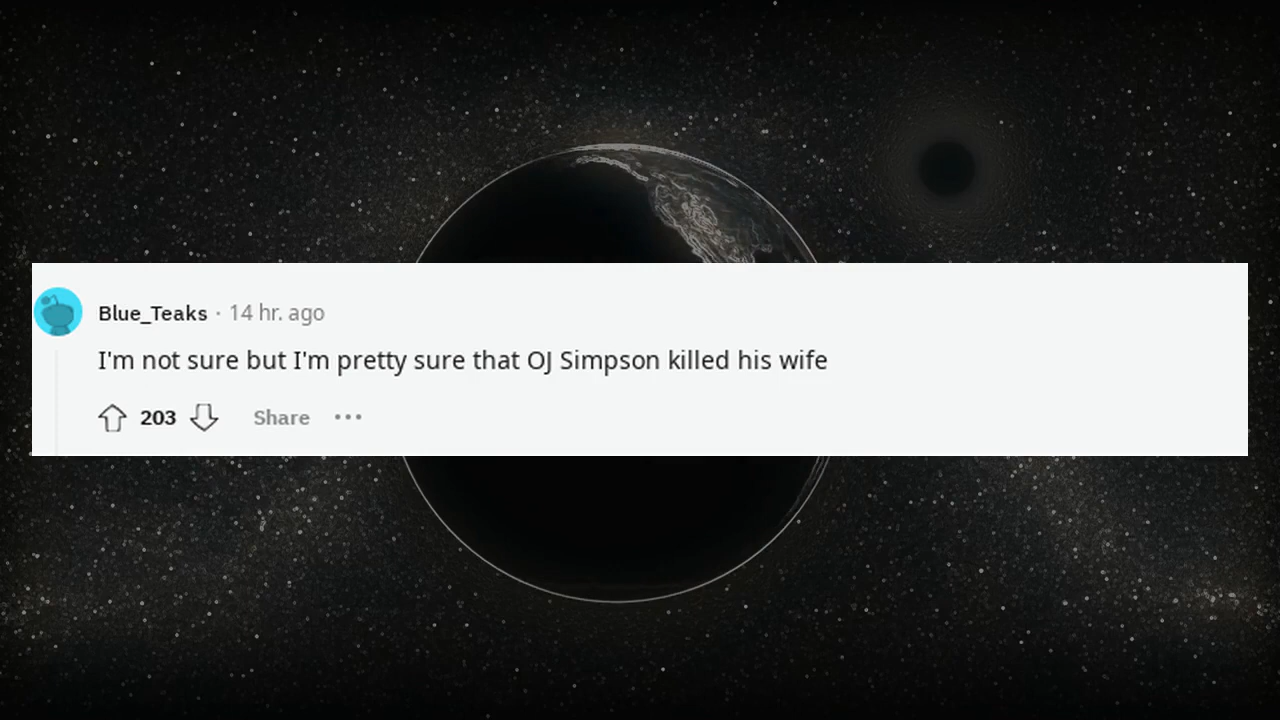 Blue_Teaks · 14 hr. ago
I'm not sure but I'm pretty sure that OJ Simpson killed his wife
203 Share ···